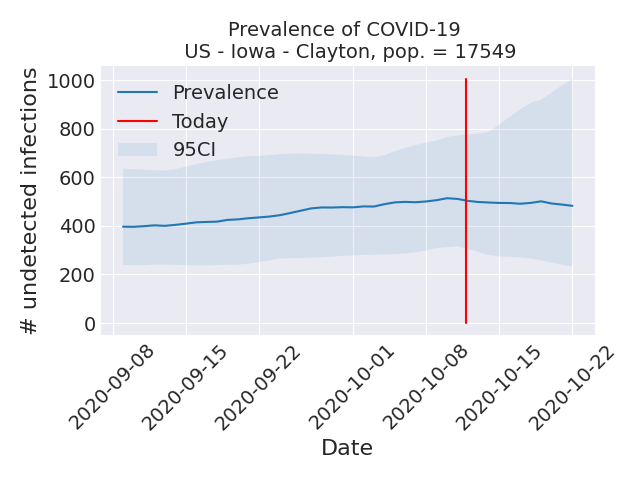 Prevalence of COVID-19
US - Iowa - Clayton, pop. = 17549
# undetected infections
1000
800
600
400
200
0
Prevalence
Today
95CI
2020-09-08
2020-09-15
2020-09-22
2020-10-01
2020-10-08
2020-10-15
2020-10-22
Date